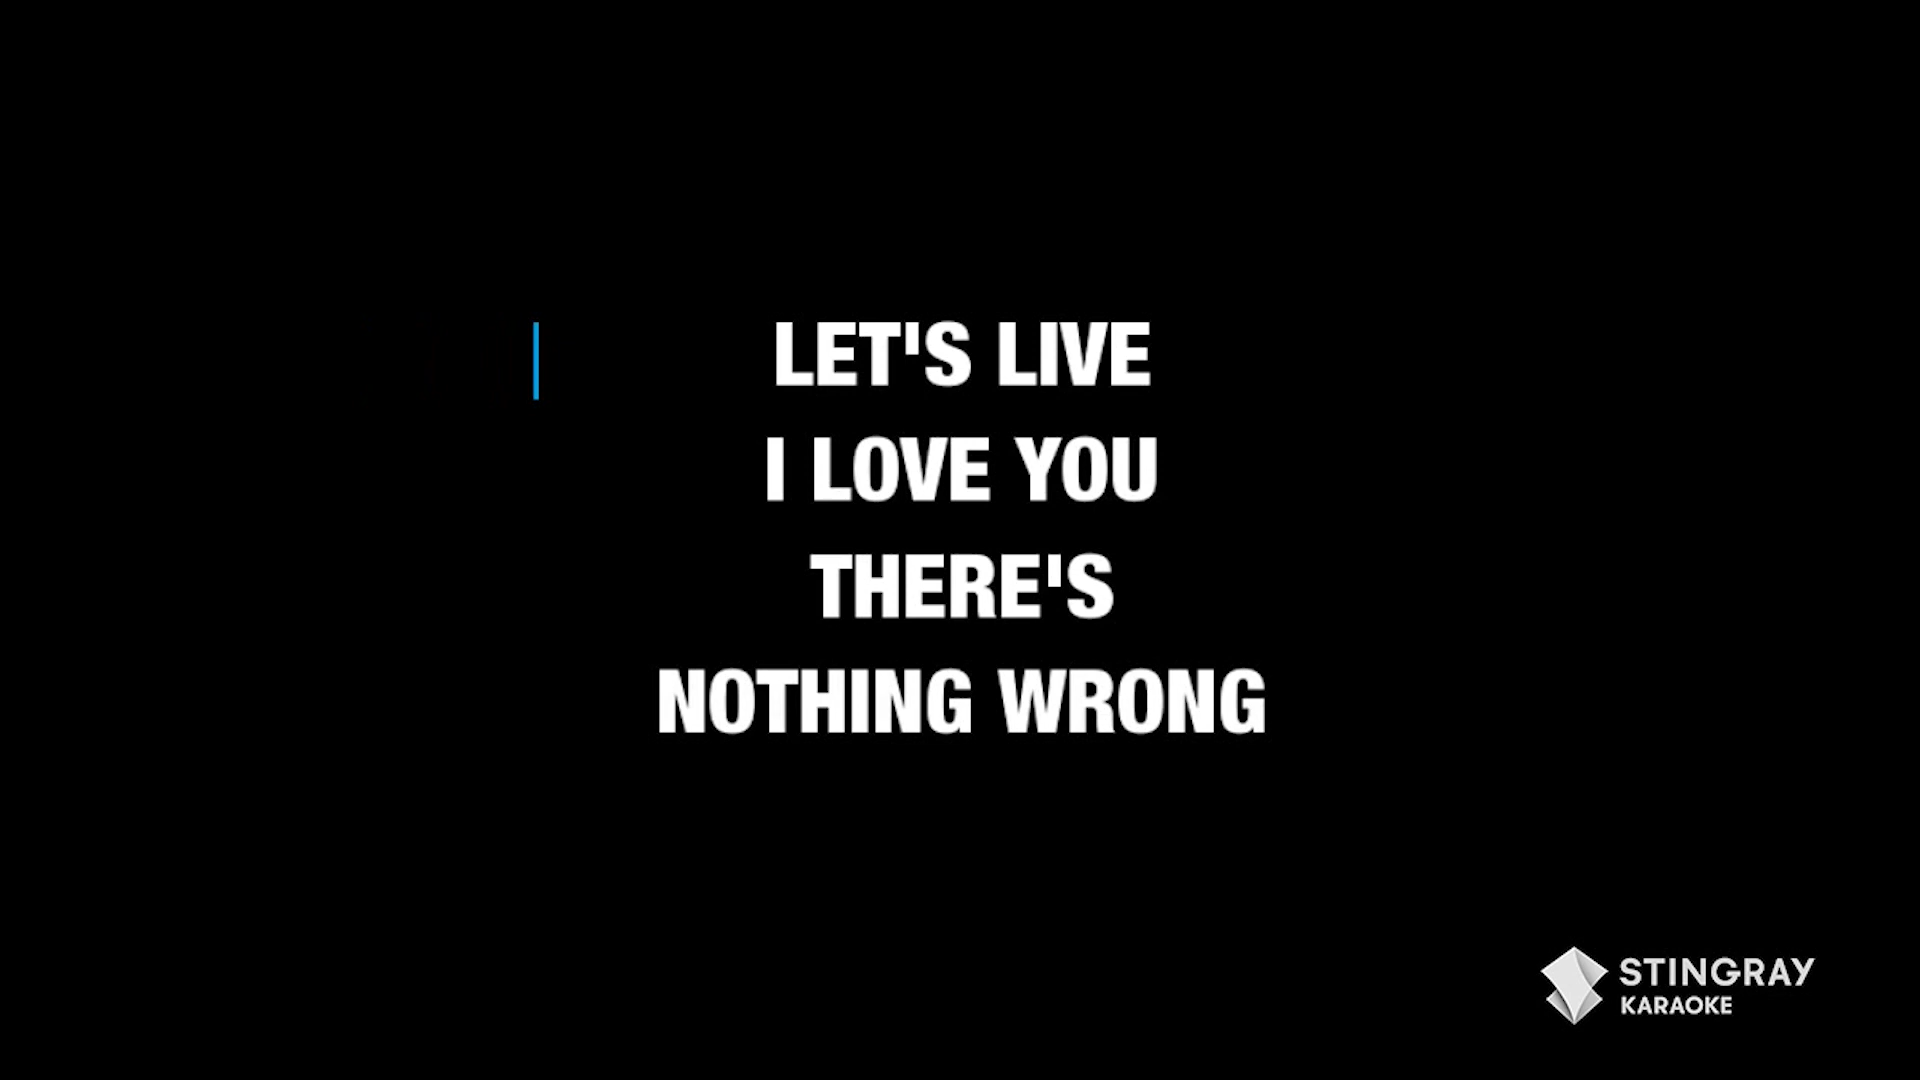 LET'S LIVE
I LOVE YOU
THERE'S
NOTHING WRONG
STINGRAY
KARAOKE